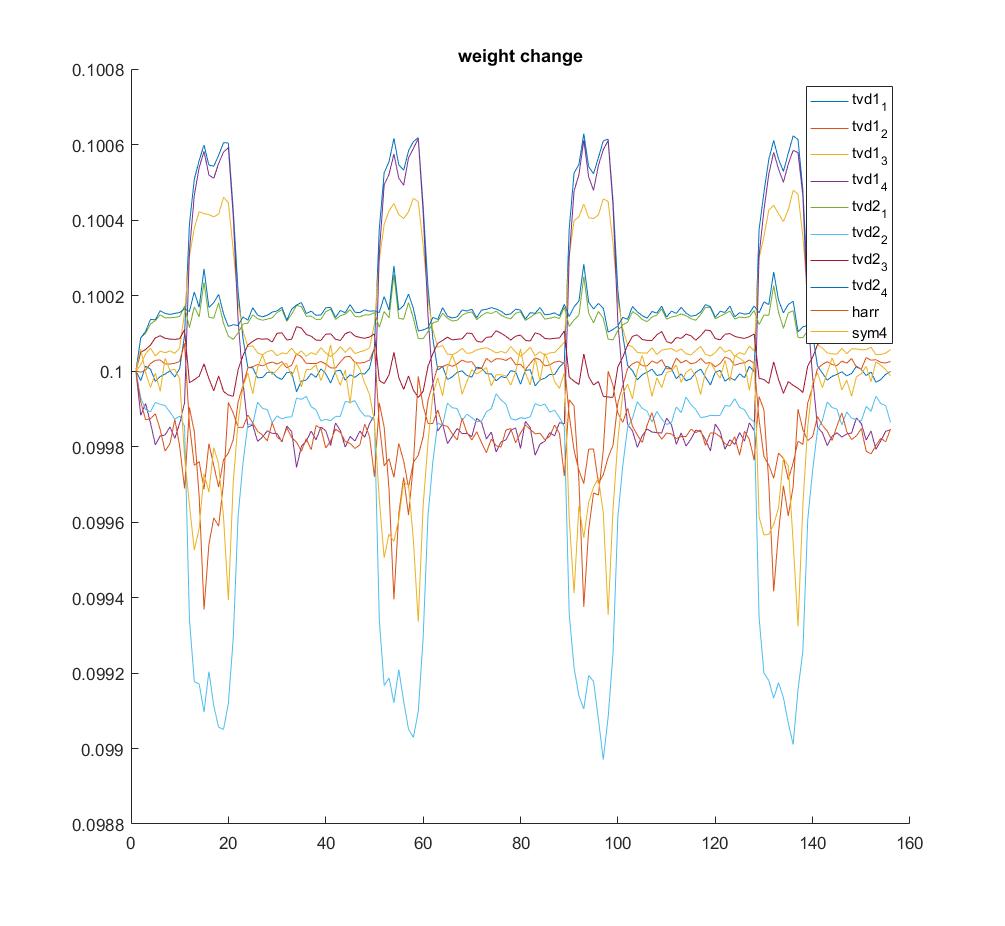 weight change
0.1008
0.1006
0.1004
0.1002
0.1
0.0998
0.0996
0.0994
0.0992
0.099
0.0988
0 20 40 60 80 100 120 140 160
tvd1₁
tvd1₂
tvd1₃
tvd1₄
tvd2₁
tvd2₂
tvd2₃
tvd2₄
harr
sym4